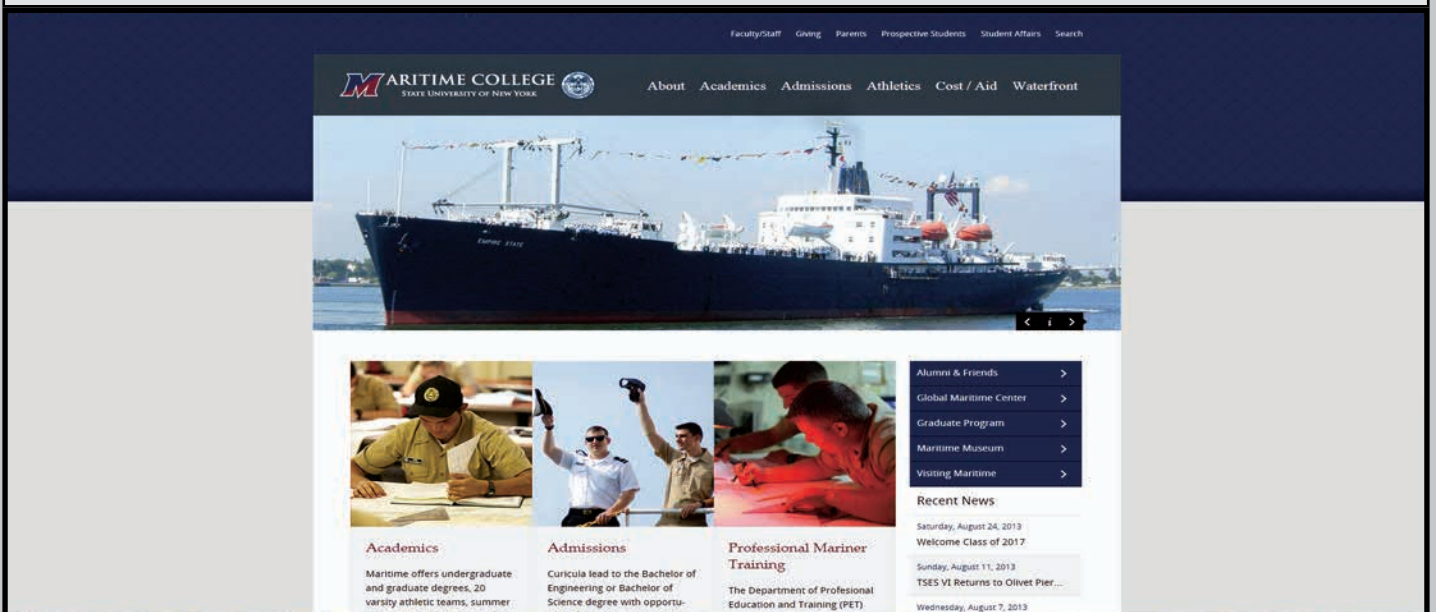 Faculty/Staff Giving Parents Prospective Students Student Affairs Search
MARITIME COLLEGE
STATE UNIVERSITY OF NEW YORK
About Academics Admissions Athletics Cost / Aid Waterfront
EMPIRE STATE
i
Academics
Maritime offers undergraduate
and graduate degrees, 20
varsity athletic teams, summer
Admissions
Curicula lead to the Bachelor of
Engineering or Bachelor of
Science degree with opportu-
Professional Mariner
Training
The Department of Profesional
Education and Training (PET)
Alumni & Friends
Global Maritime Center
Graduate Program
Maritime Museum
Visiting Maritime
Recent News
Saturday, August 24, 2013
Welcome Class of 2017
Sunday, August 11, 2013
TSES VI Returns to Olivet Pier...
Wednesday, August 7, 2013